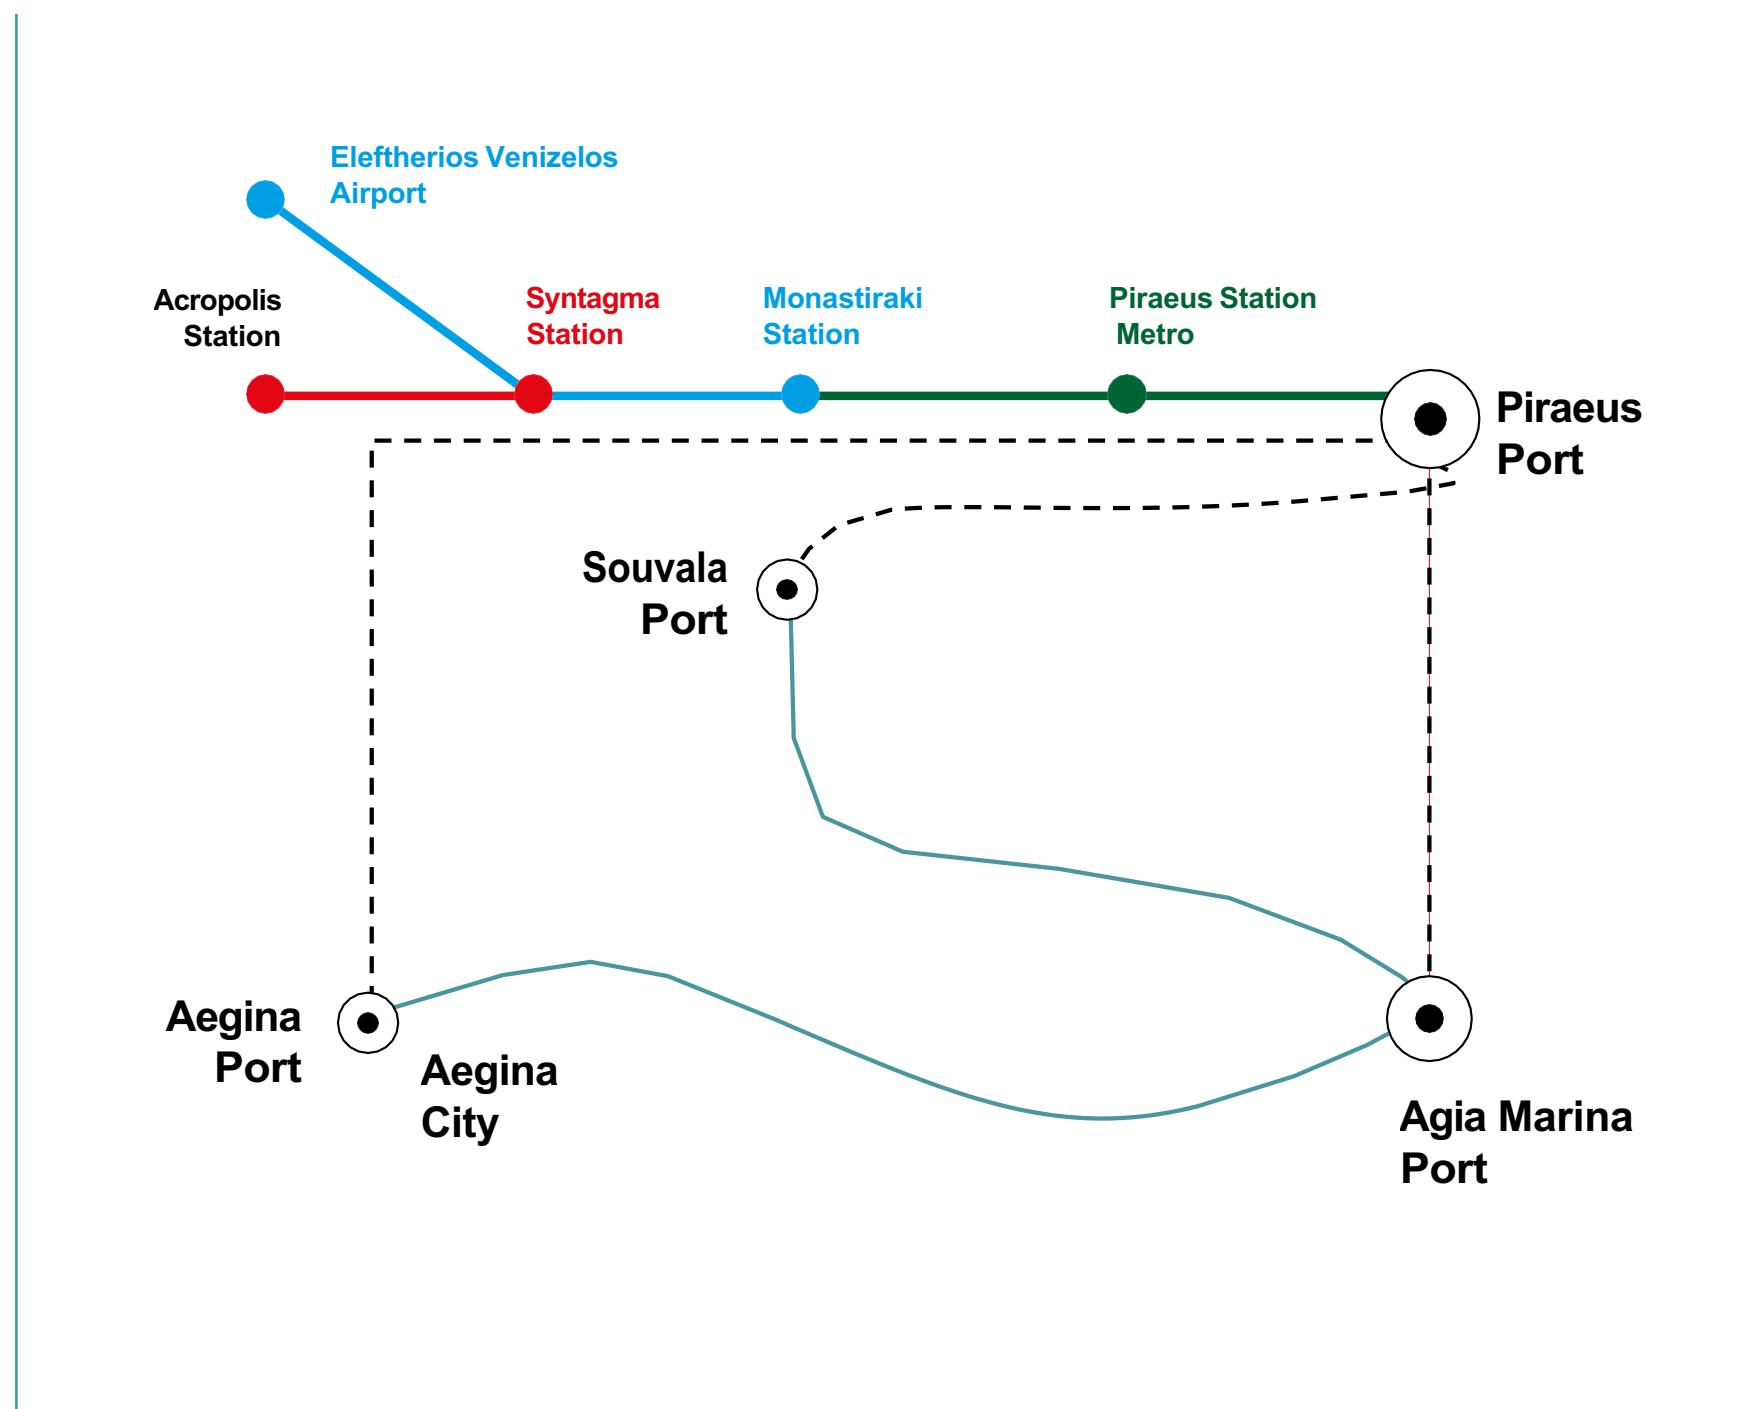 Eleftherios Venizelos
Airport
Acropolis
Station
Syntagma
Station
Monastiraki
Station
Piraeus Station
Metro
Piraeus
Port
Souvala
Port
Aegina
Port
Aegina
City
Agia Marina
Port